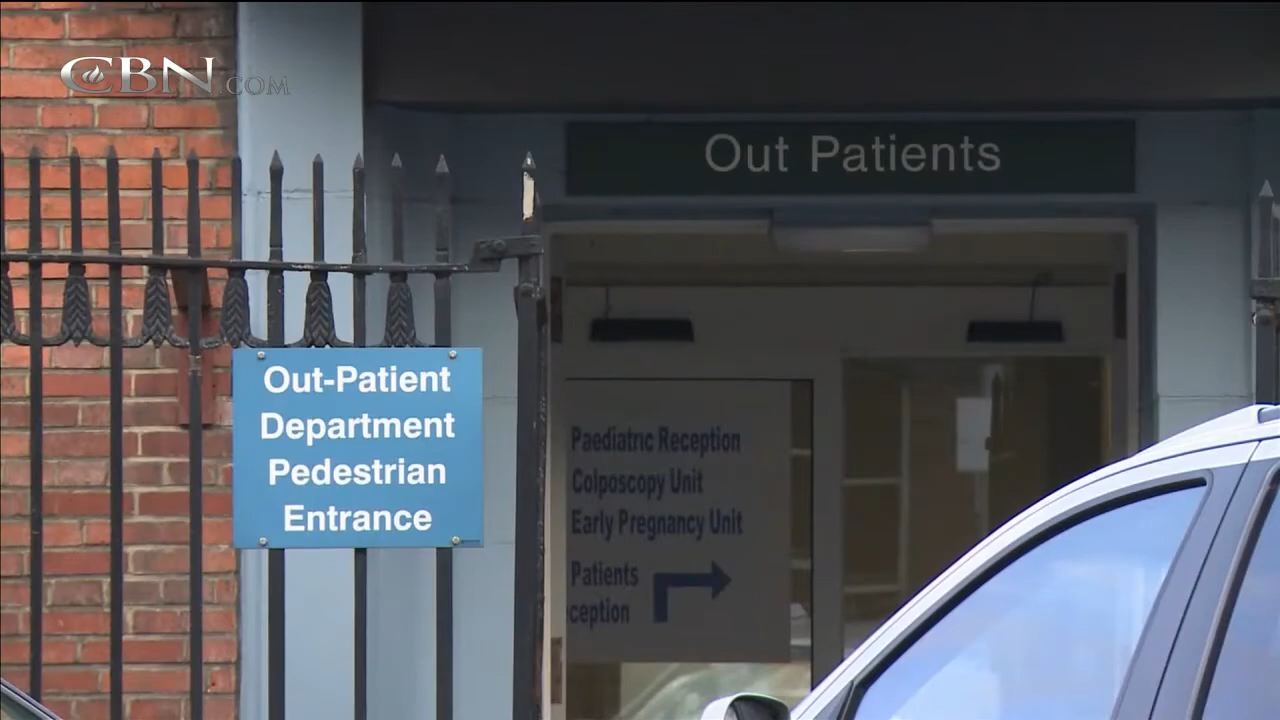 CBN.COM
Out Patients
Out-Patient
Department
Pedestrian
Entrance
Paediatric Reception
Colposcopy Unit
Early Pregnancy Unit
Patients
ception